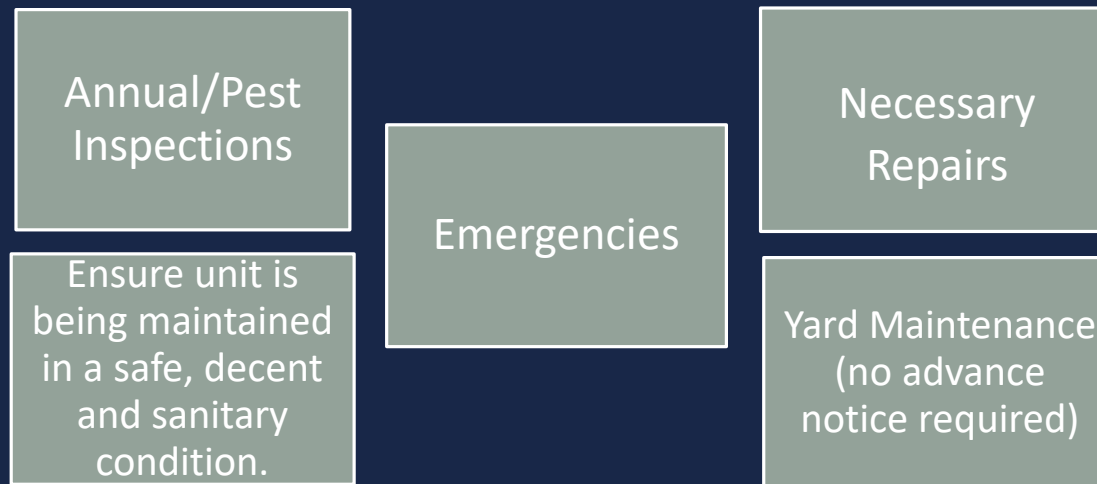 Annual/Pest
Inspections
Ensure unit is
being maintained
in a safe, decent
and sanitary
condition.
Emergencies
Necessary
Repairs
Yard Maintenance
(no advance
notice required)